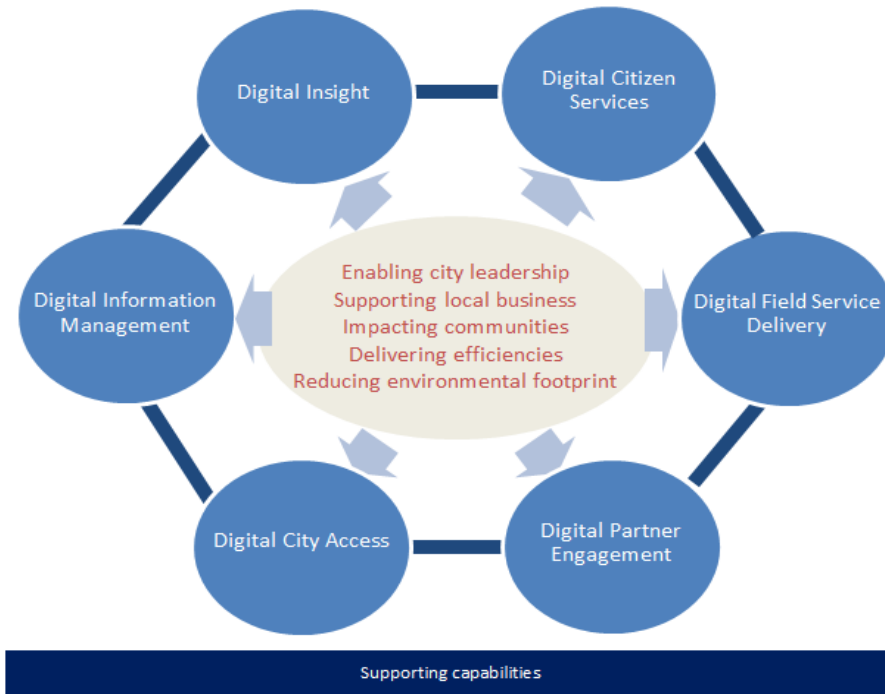 Digital Insight
Digital Citizen
Services
Digital Information
Management
Enabling city leadership
Supporting local business
Impacting communities
Delivering efficiencies
Reducing environmental footprint
Digital Field Service
Delivery
Digital City Access
Digital Partner
Engagement
Supporting capabilities